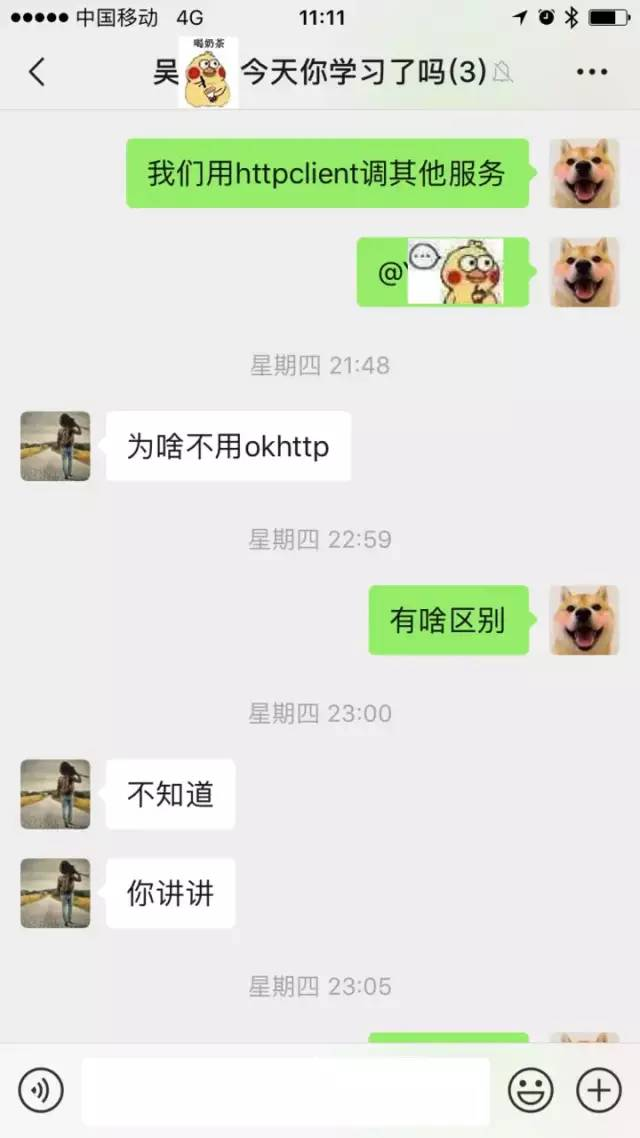 中国移动 4G 11:11
喝奶茶
吴 今天你学习了吗(3)
我们用httpclient调其他服务
@
星期四 21:48
为啥不用okhttp
星期四 22:59
有啥区别
星期四 23:00
不知道
你讲讲
星期四 23:05